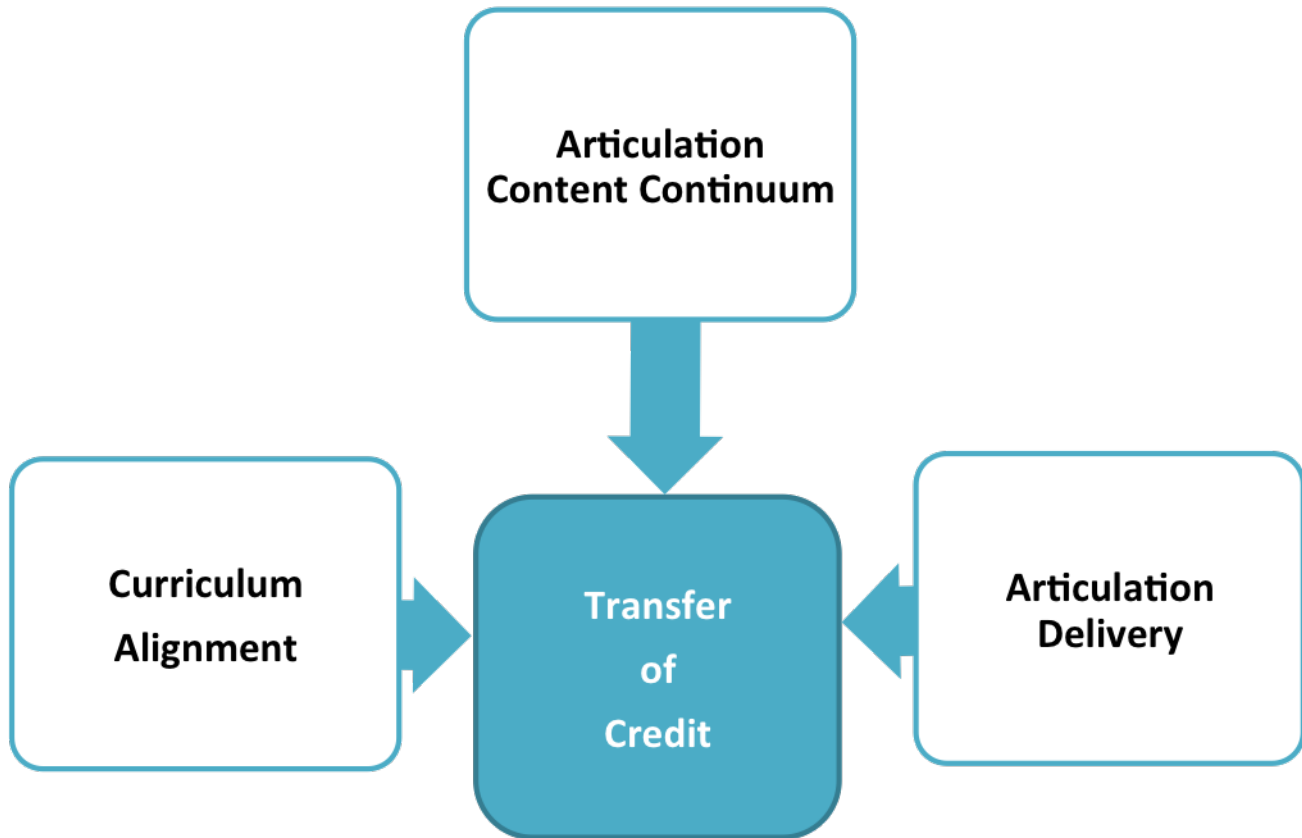 Articulation
Content Continuum
Curriculum
Alignment
Transfer
of
Credit
Articulation
Delivery